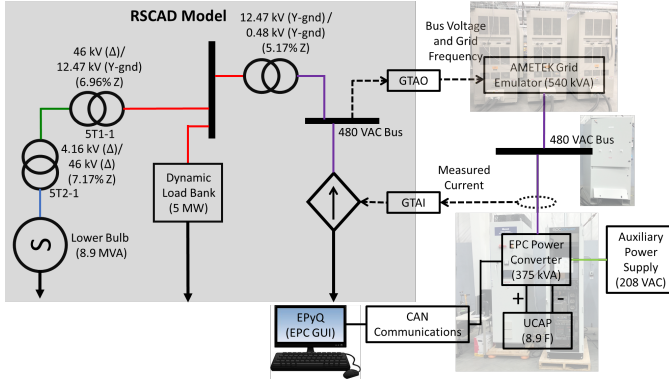 RSCAD Model
12.47 kV (Y-gnd) /
0.48 kV (Y-gnd)
(5.17% Z)
46 kV (Δ)/
12.47 kV (Y-gnd)
(6.96% Z)
5T1-1
4.16 kV (Δ)/
46 kV (Δ)
(7.17% Z)
5T2-1
Lower Bulb
(8.9 MVA)
Dynamic
Load Bank
(5 MW)
480 VAC Bus
Bus Voltage
and Grid
Frequency
GTAO
AMETEK Grid
Emulator (540 kVA)
480 VAC Bus
Measured
Current
GTAI
EPC Power
Converter
(375 kVA)
Auxiliary
Power
Supply
(208 VAC)
+
-
UCAP
(8.9 F)
EPyQ
(EPC GUI)
CAN
Communications